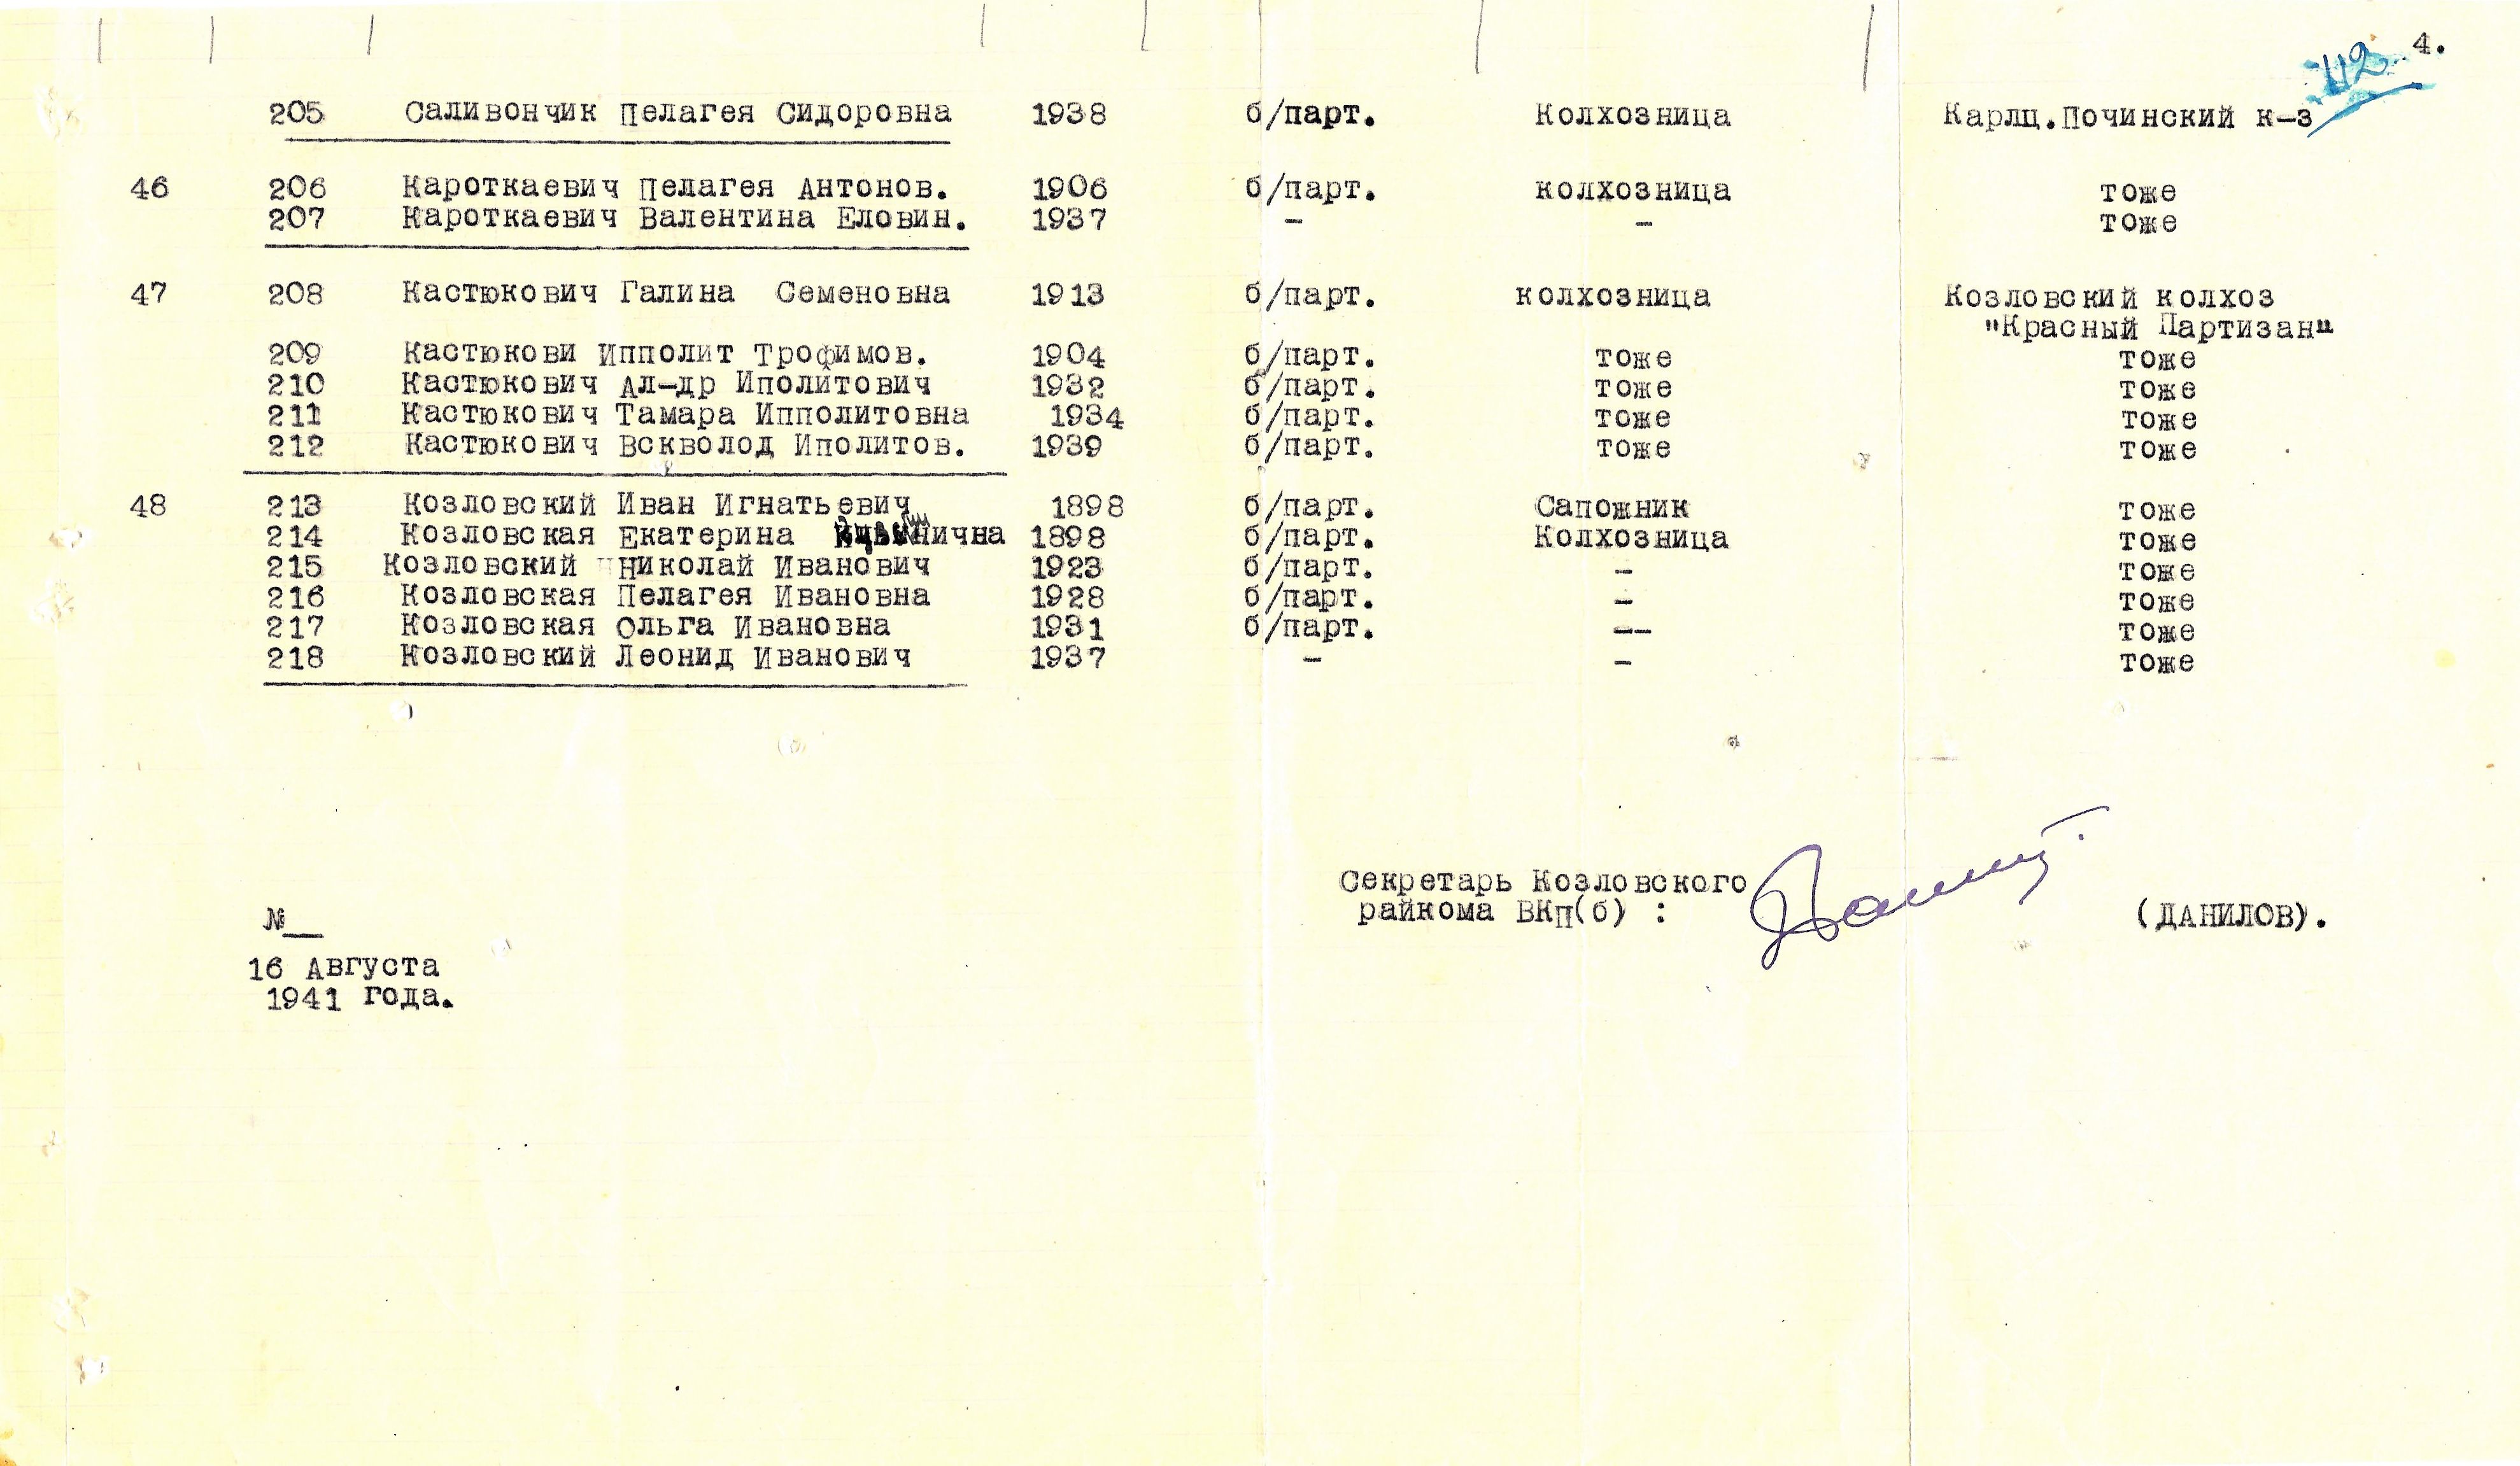 4.
112
205 Саливончик Пелагея Сидоровна 1938 б/парт. Колхозница Карлц.Починский к-з
46 206 Кароткаевич Пелагея Антонов. 1906 б/парт. колхозница тоже
207 Кароткаевич Валентина Еловин. 1937 - - тоже
47 208 Кастюкович Галина Семеновна 1913 б/парт. колхозница Козловский колхоз
"Красный Партизан"
209 Кастюкови Ипполит Трофимов. 1904 б/парт. тоже тоже
210 Кастюкович Ал-др Иполитович 1932 б/парт. тоже тоже
211 Кастюкович Тамара Ипполитовна 1934 б/парт. тоже тоже
212 Кастюкович Вскволод Иполитов. 1939 б/парт. тоже тоже
48 213 Козловский Иван Игнатьевич 1898 б/парт. Сапожник тоже
214 Козловская Екатерина 1898 б/парт. Колхозница тоже
215 Козловский Николай Иванович 1923 б/парт. - тоже
216 Козловская Пелагея Ивановна 1928 б/парт. - тоже
217 Козловская Ольга Ивановна 1931 б/парт. -- тоже
218 Козловский Леонид Иванович 1937 - - тоже
Секретарь Козловского
райкома ВКп(б) : (ДАНИЛОВ).
№__
16 Августа
1941 года.